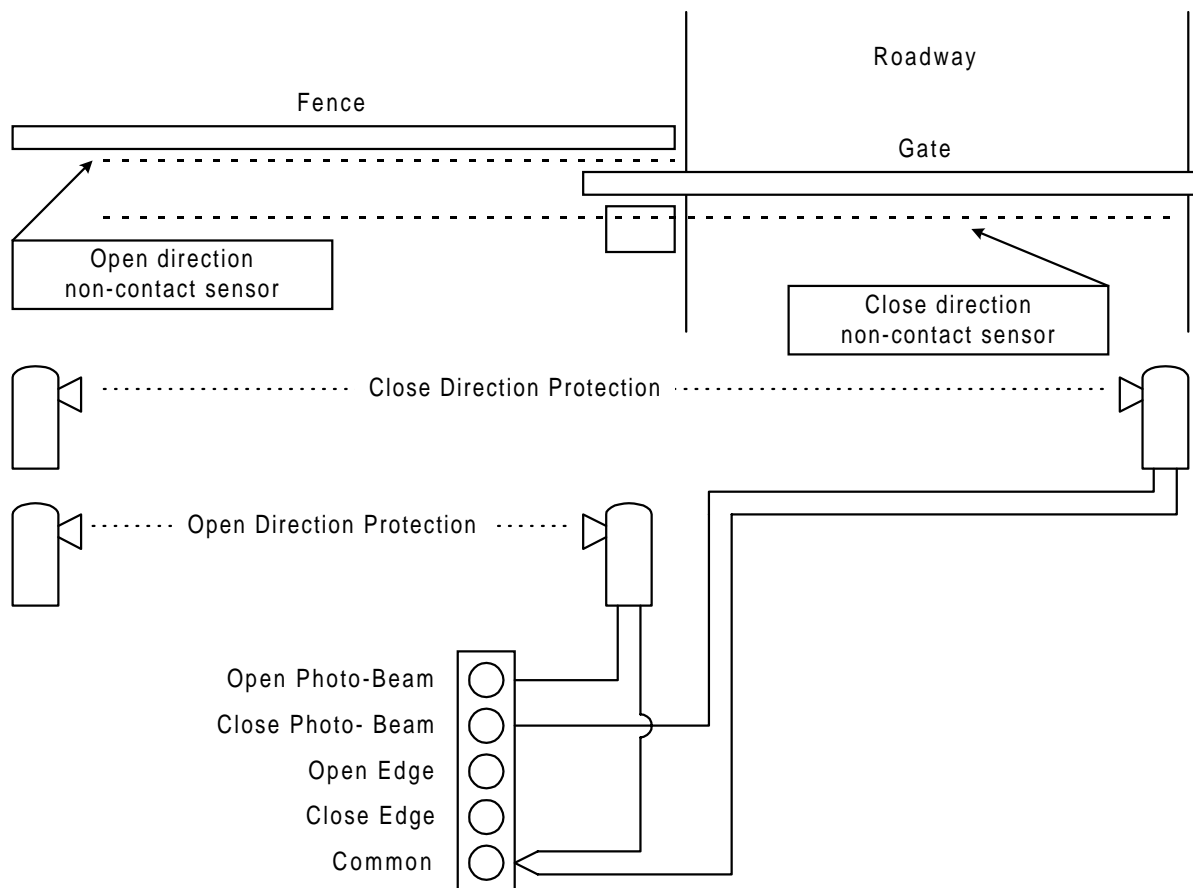 Roadway
Fence
Gate
Open direction
non-contact sensor
Close direction
non-contact sensor
Close Direction Protection
Open Direction Protection
Open Photo-Beam
Close Photo- Beam
Open Edge
Close Edge
Common